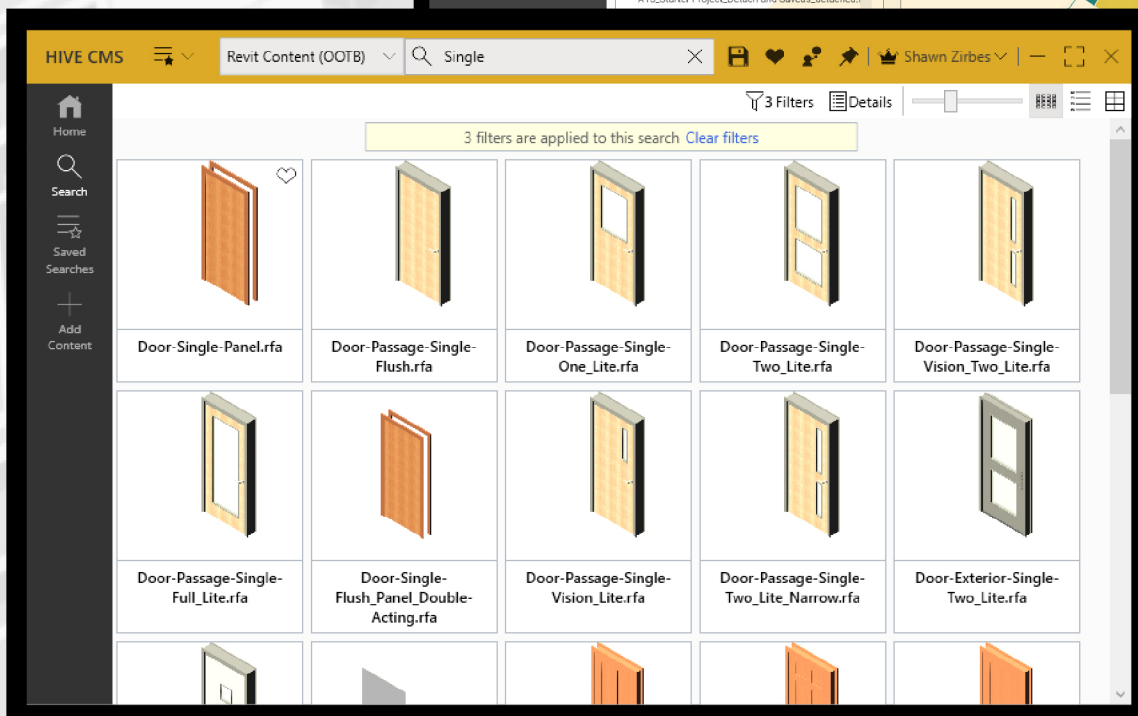 HIVE CMS
Revit Content (OOTB)
Single
Shawn Zirbes
3 Filters
Details
Home
Search
Saved
Searches
Add
Content
3 filters are applied to this search Clear filters
Door-Single-Panel.rfa
Door-Passage-Single-
Flush.rfa
Door-Passage-Single-
One_Lite.rfa
Door-Passage-Single-
Two_Lite.rfa
Door-Passage-Single-
Vision_Two_Lite.rfa
Door-Passage-Single-
Full_Lite.rfa
Door-Single-
Flush_Panel_Double-
Acting.rfa
Door-Passage-Single-
Vision_Lite.rfa
Door-Passage-Single-
Two_Lite_Narrow.rfa
Door-Exterior-Single-
Two_Lite.rfa